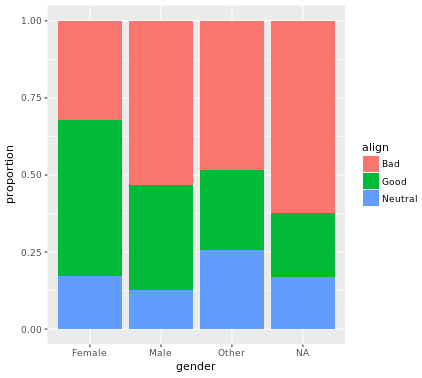 1.00
0.75
0.50
0.25
0.00
proportion
Female Male Other NA
gender
align
Bad
Good
Neutral